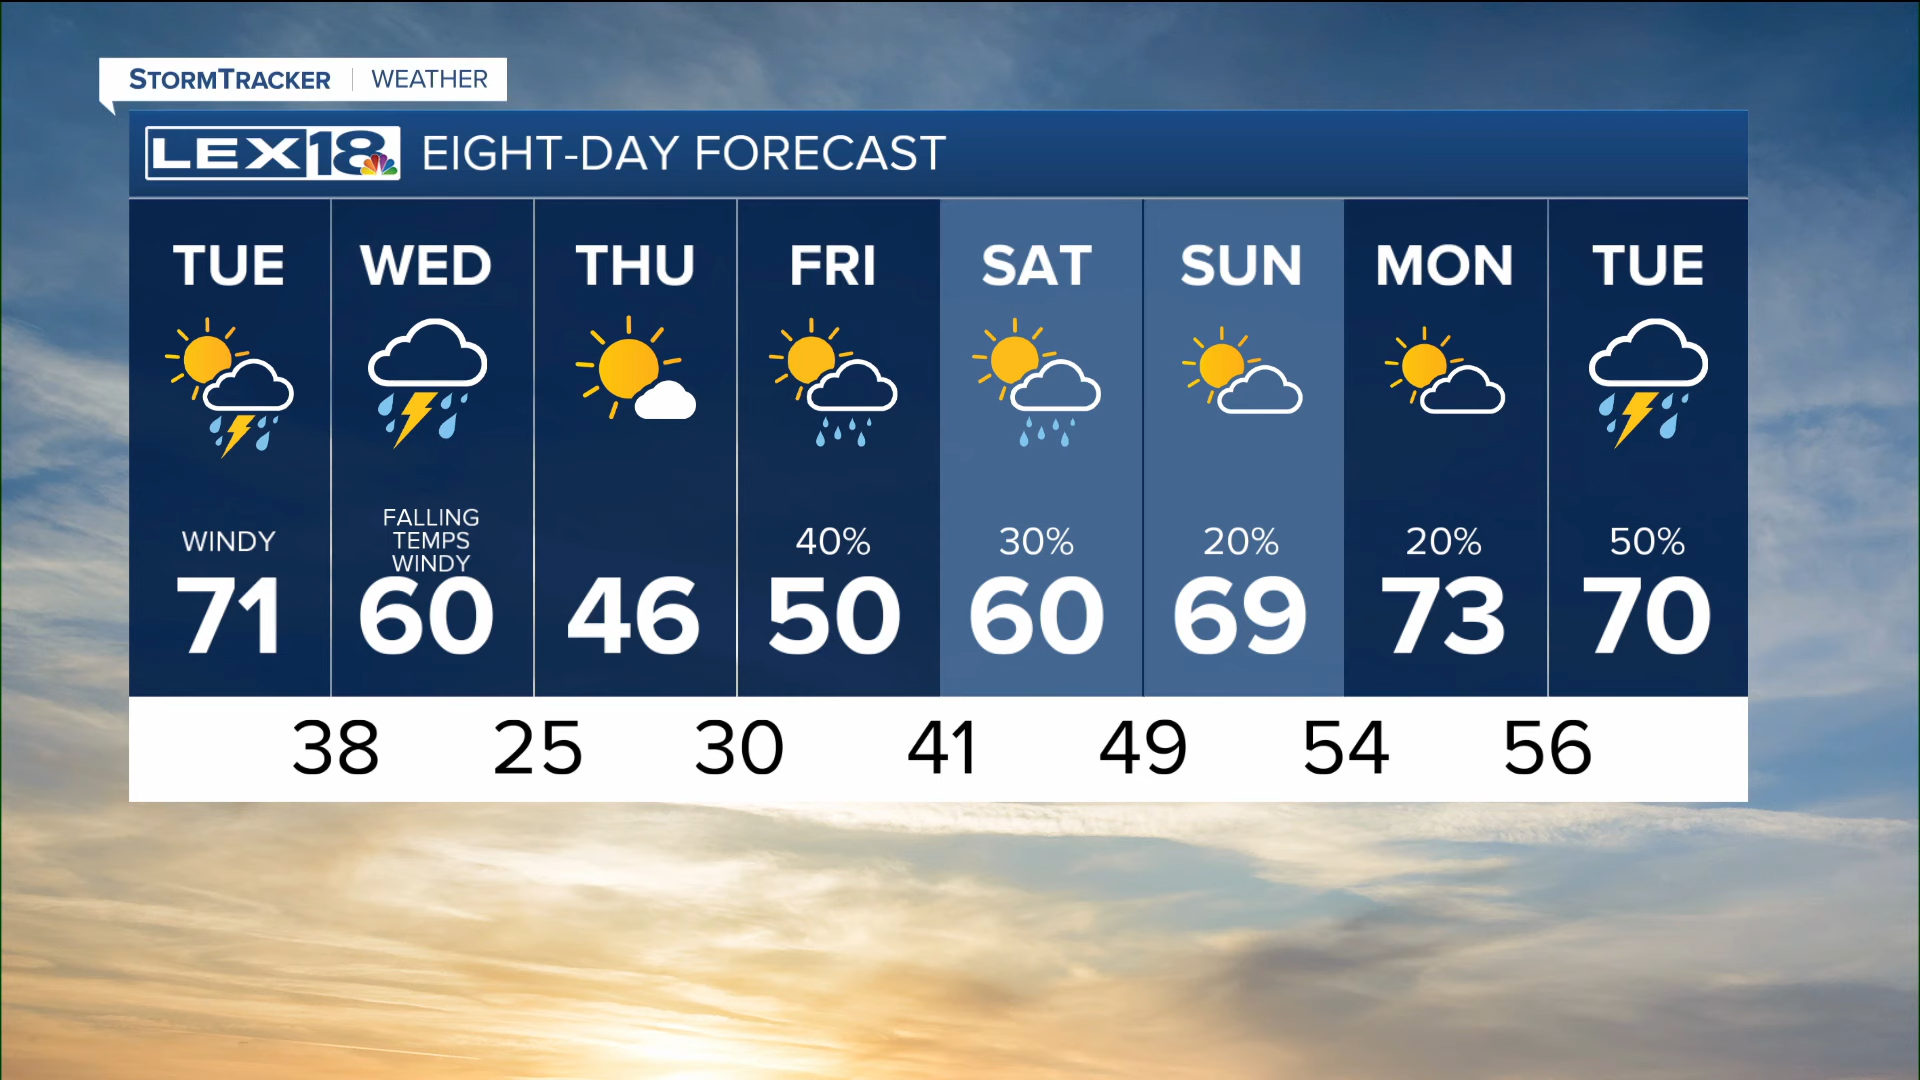 STORMTRACKER WEATHER
LEX18 EIGHT-DAY FORECAST
TUE WED THU FRI SAT SUN MON TUE
FALLING
WINDY TEMPS 40% 30% 20% 20% 50%
WINDY
71 60 46 50 60 69 73 70
38 25 30 41 49 54 56